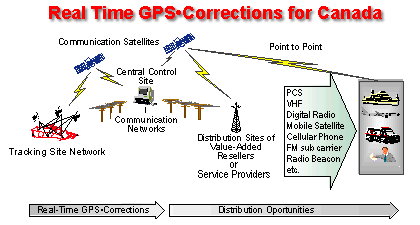 Real Time GPS•Corrections for Canada
Communication Satellites
Point to Point
Central Control
Site
Communication
Networks
Tracking Site Network
Distribution Sites of
Value-Added
Resellers
or
Service Providers
PCS
VHF
Digital Radio
Mobile Satellite
Cellular Phone
FM sub carrier
Radio Beacon
etc.
Real-Time GPS•Corrections
Distribution Oportunities